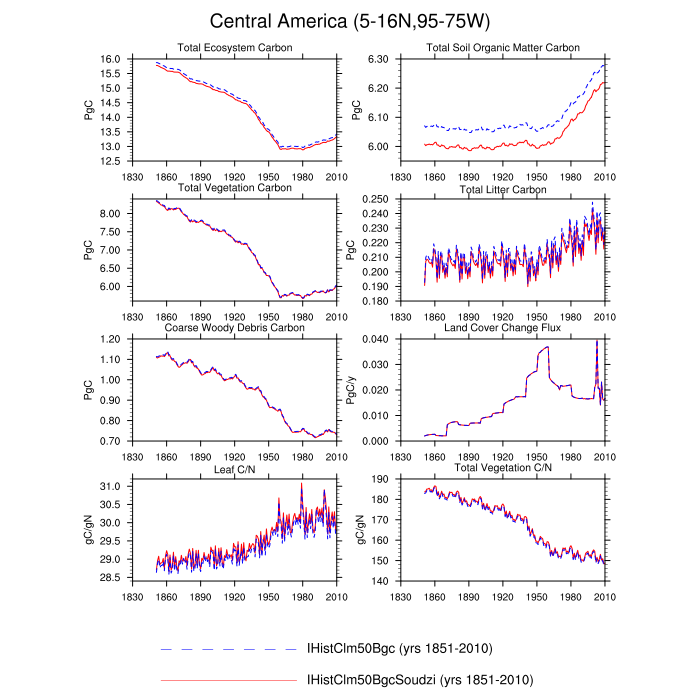 Central America (5-16N,95-75W)
Total Ecosystem Carbon
PgC
16.0
15.5
15.0
14.5
14.0
13.5
13.0
12.5
1830 1860 1890 1920 1950 1980 2010
Total Soil Organic Matter Carbon
PgC
6.30
6.20
6.10
6.00
1830 1860 1890 1920 1950 1980 2010
Total Vegetation Carbon
PgC
8.00
7.50
7.00
6.50
6.00
1830 1860 1890 1920 1950 1980 2010
Total Litter Carbon
PgC
0.250
0.240
0.230
0.220
0.210
0.200
0.190
0.180
1830 1860 1890 1920 1950 1980 2010
Coarse Woody Debris Carbon
PgC
1.20
1.10
1.00
0.90
0.80
0.70
1830 1860 1890 1920 1950 1980 2010
Land Cover Change Flux
PgC/y
0.040
0.030
0.020
0.010
0.000
1830 1860 1890 1920 1950 1980 2010
Leaf C/N
gC/gN
31.0
30.5
30.0
29.5
29.0
28.5
1830 1860 1890 1920 1950 1980 2010
Total Vegetation C/N
gC/gN
190
180
170
160
150
140
1830 1860 1890 1920 1950 1980 2010
IHistClm50Bgc (yrs 1851-2010)
IHistClm50BgcSoudzi (yrs 1851-2010)